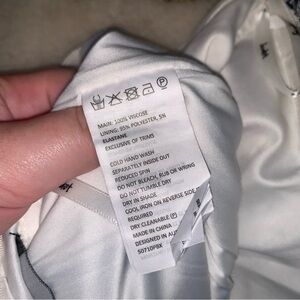 MAIN: 100% VISCOSE
LINING: 95% POLYESTER, 5%
ELASTANE
EXCLUSIVE OF TRIMS
COLD HAND WASH
SEPARATELY INSIDE OUT
REDUCED SPIN
DO NOT BLEACH, RUB OR WRING
DO NOT TUMBLE DRY
DRY IN SHADE
COOL IRON ON REVERSE SIDE
REQUIRED
DRY CLEANABLE Ⓟ
MADE IN CHINA
DESIGNED IN